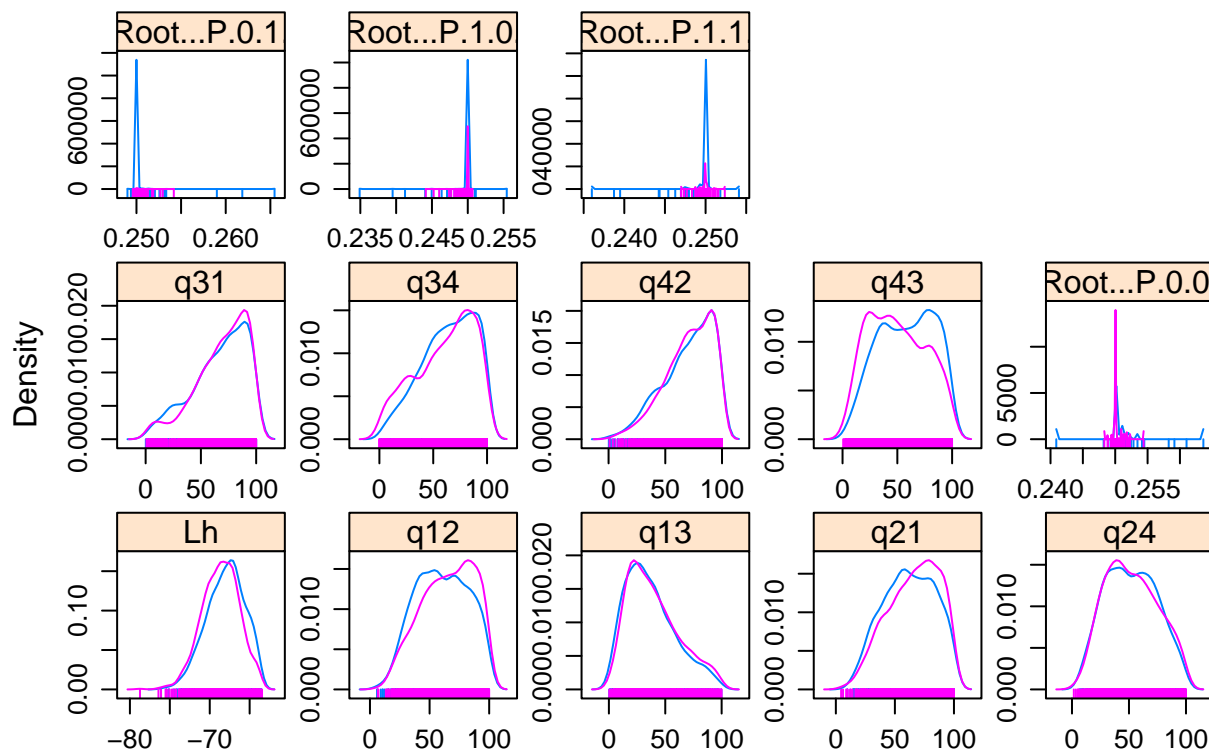 Root...P.0.1.
Root...P.1.0.
Root...P.1.1.
0 600000
0 600000
0 40000
0.250 0.260
0.235 0.245 0.255
0.240 0.250
q31
q34
q42
q43
Root...P.0.0
Density
0.000 0.010 0.020
0.000 0.010
0.000 0.015
0.000 0.010
0 5000
0 50 100
0 50 100
0 50 100
0 50 100
0.240 0.255
Lh
q12
q13
q21
q24
0.00 0.10
0.000 0.010
0.000 0.010 0.020
0.000 0.010
0.000 0.010
−80 −70
0 50 100
0 50 100
0 50 100
0 50 100